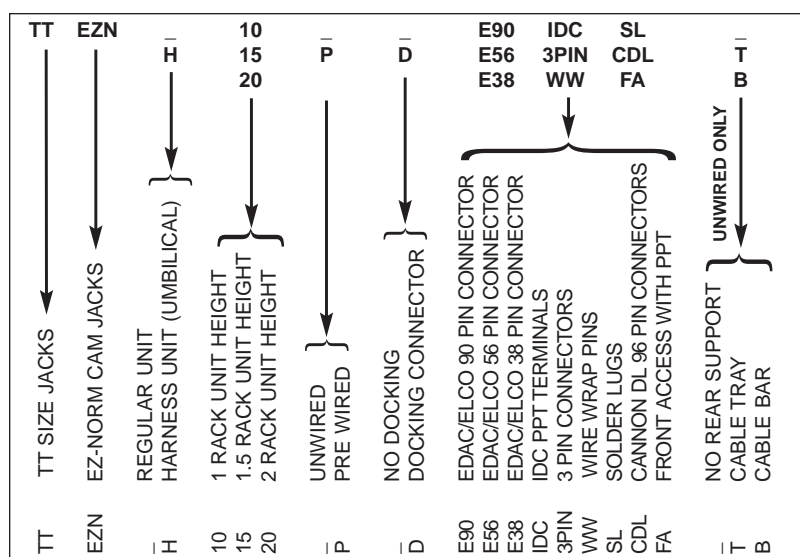 TT EZN _ 10 _ _ E90 IDC SL _
H 15 P D E56 3PIN CDL T
20 E38 WW FA B
UNWIRED ONLY
TT TT SIZE JACKS
EZN EZ-NORM CAM JACKS
_ REGULAR UNIT
H HARNESS UNIT (UMBILICAL)
10 1 RACK UNIT HEIGHT
15 1.5 RACK UNIT HEIGHT
20 2 RACK UNIT HEIGHT
_ UNWIRED
P PRE WIRED
_ NO DOCKING
D DOCKING CONNECTOR
E90 EDAC/ELCO 90 PIN CONNECTOR
E56 EDAC/ELCO 56 PIN CONNECTOR
E38 EDAC/ELCO 38 PIN CONNECTOR
IDC IDC PPT TERMINALS
3PIN 3 PIN CONNECTORS
WW WIRE WRAP PINS
SL SOLDER LUGS
CDL CANNON DL 96 PIN CONNECTORS
FA FRONT ACCESS WITH PPT
_ NO REAR SUPPORT
T CABLE TRAY
B CABLE BAR